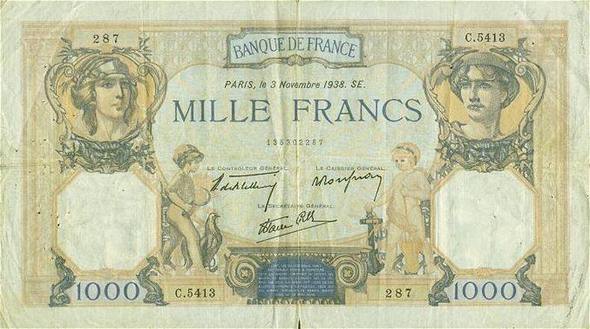 287
C.5413
BANQUE DE FRANCE
PARIS, le 3 Novembre 1938. SE.
MILLE FRANCS
135302287
LE CONTRÔLEUR GÉNÉRAL,
LE CAISSIER GÉNÉRAL,
LE SECRÉTAIRE GÉNÉRAL,
1000
C.5413
287
1000